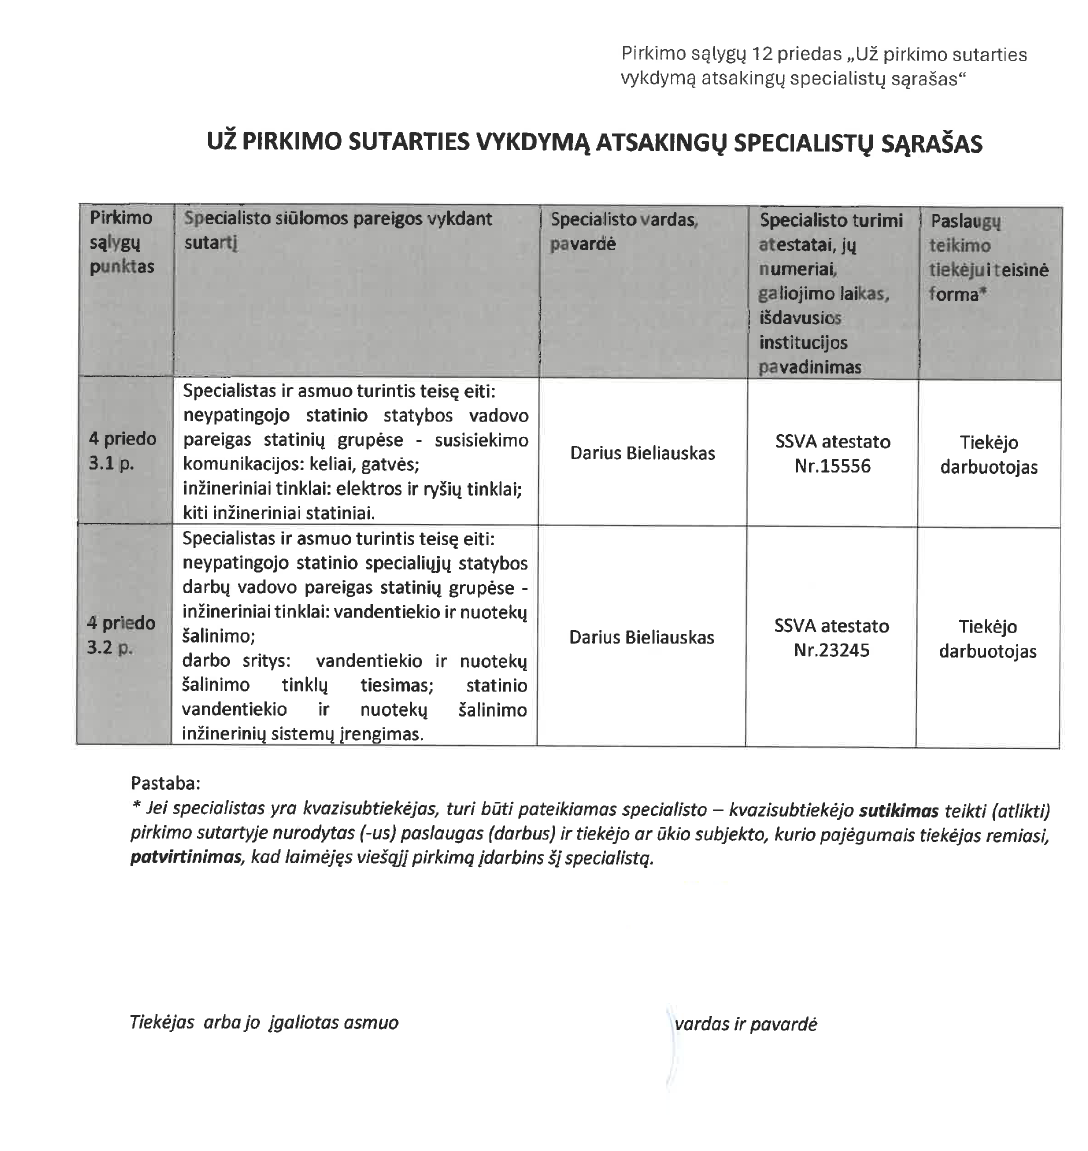 Pirkimo sąlygų 12 priedas „Už pirkimo sutarties
vykdymą atsakingų specialistų sąrašas“
UŽ PIRKIMO SUTARTIES VYKDYMĄ ATSAKINGŲ SPECIALISTŲ SĄRAŠAS
Pirkimo
sąlygų
punktas
Specialisto siūlomos pareigos vykdant
sutartį
Specialisto vardas,
pavardė
Specialisto turimi
atestatai, jų
numeriai,
galiojimo laikas,
išdavusios
institucijos
pavadinimas
Paslaugų
teikimo
tiekėjui teisinė
forma*
4 priedo
3.1 p.
Specialistas ir asmuo turintis teisę eiti:
neypatingojo statinio statybos vadovo
pareigas statinių grupėse - susisiekimo
komunikacijos: keliai, gatvės;
inžineriniai tinklai: elektros ir ryšių tinklai;
kiti inžineriniai statiniai.
Darius Bieliauskas
SSVA atestato
Nr.15556
Tiekėjo
darbuotojas
4 priedo
3.2 p.
Specialistas ir asmuo turintis teisę eiti:
neypatingojo statinio specialiųjų statybos
darbų vadovo pareigas statinių grupėse -
inžineriniai tinklai: vandentiekio ir nuotekų
šalinimo;
darbo sritys: vandentiekio ir nuotekų
šalinimo tinklų tiesimas; statinio
vandentiekio ir nuotekų šalinimo
inžinerinių sistemų įrengimas.
Darius Bieliauskas
SSVA atestato
Nr.23245
Tiekėjo
darbuotojas
Pastaba:
* Jei specialistas yra kvazisubtiekėjas, turi būti pateikiamas specialisto – kvazisubtiekėjo sutikimas teikti (atlikti)
pirkimo sutartyje nurodytas (-us) paslaugas (darbus) ir tiekėjo ar ūkio subjekto, kurio pajėgumais tiekėjas remiasi,
patvirtinimas, kad laimėjęs viešąjį pirkimą įdarbins šį specialistą.
Tiekėjas arba jo įgaliotas asmuo
vardas ir pavardė